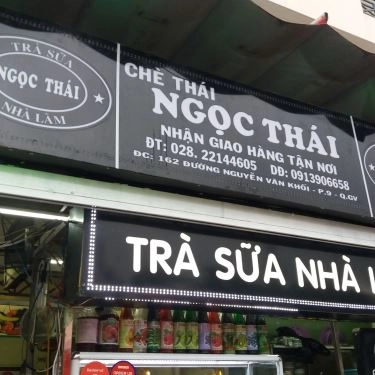 TRÀ SỮA
NGỌC THÁI
NHÀ LÀM
CHÈ THÁI
NGỌC THÁI
NHẬN GIAO HÀNG TẬN NƠI
ĐT: 028. 22144605 DĐ: 0913906658
ĐC: 162 ĐƯỜNG NGUYỄN VĂN KHỐI - P.9 - Q.GV
TRÀ SỮA NHÀ